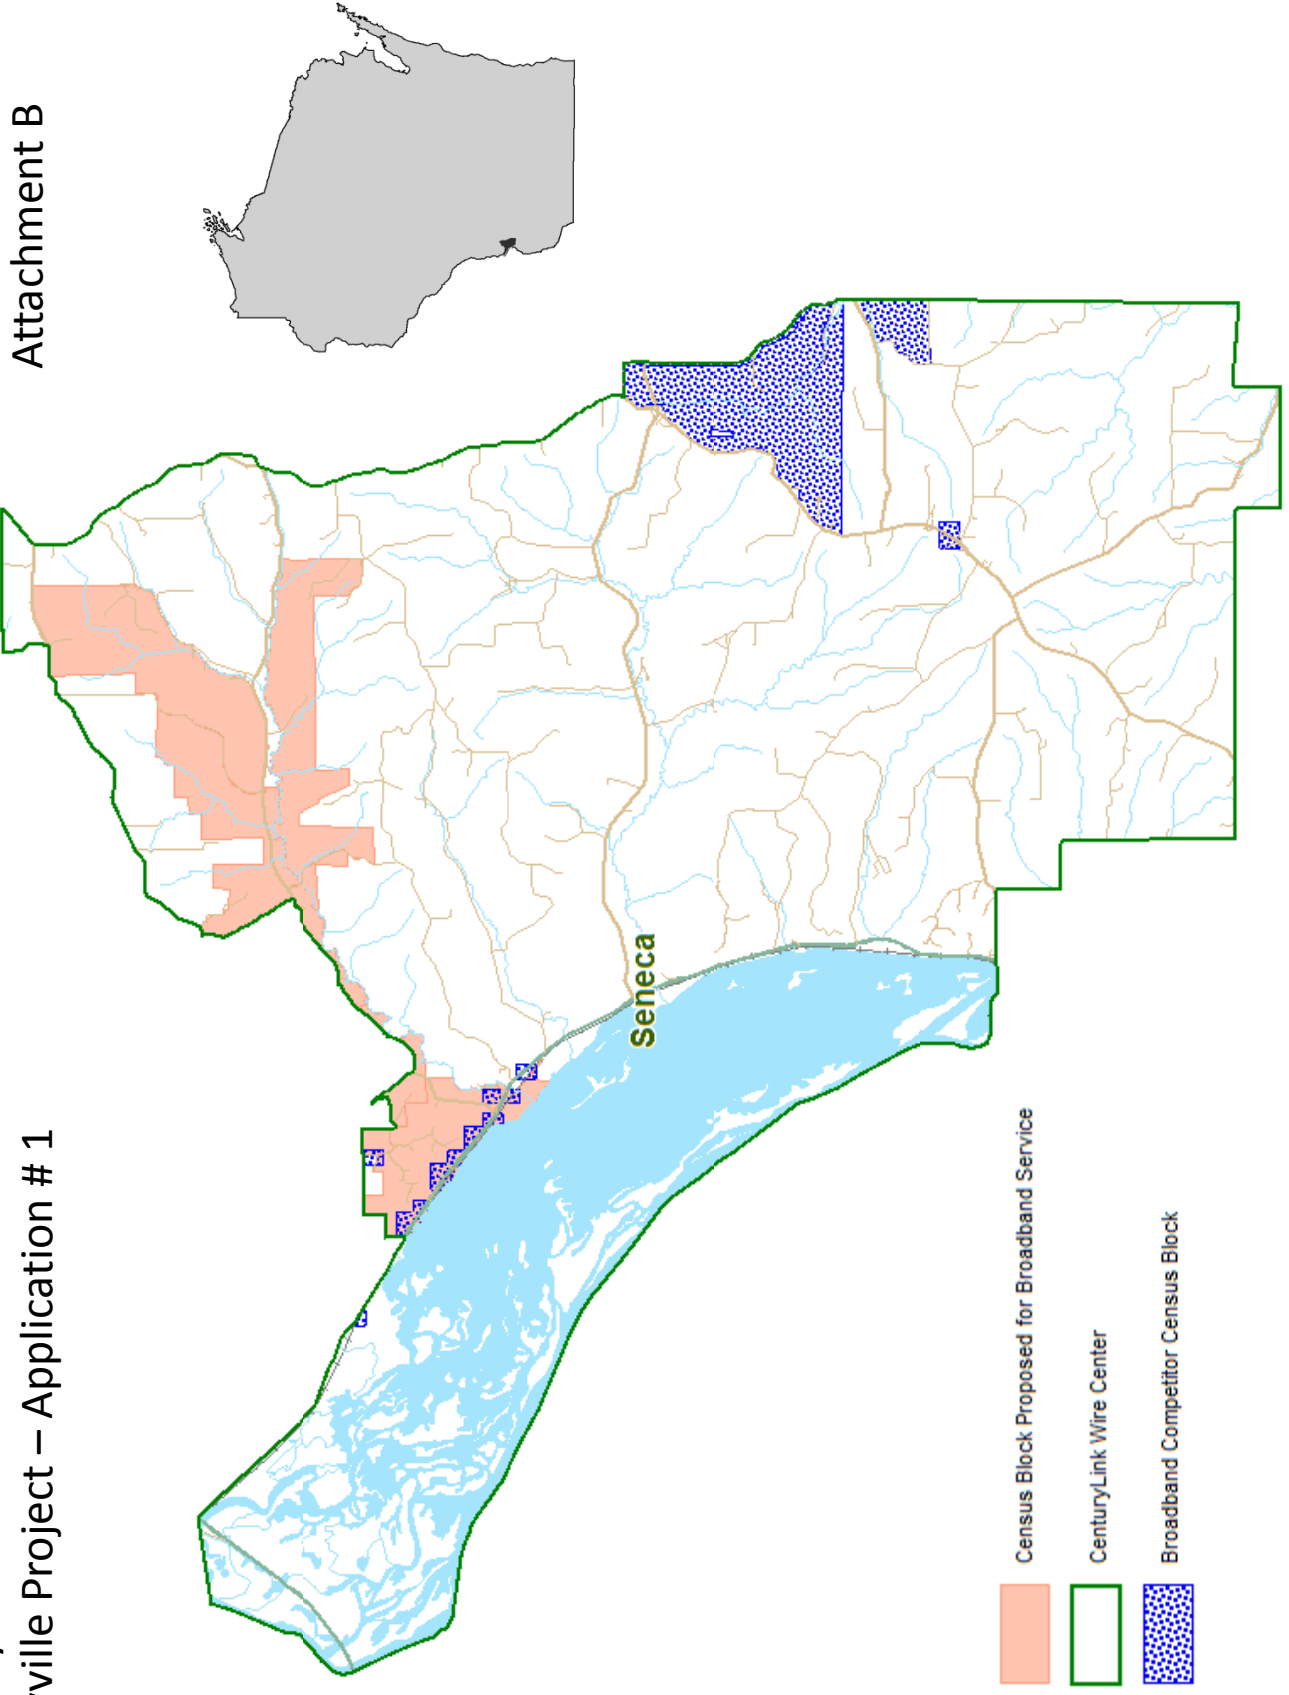 ville Project – Application # 1
Attachment B
Seneca
Census Block Proposed for Broadband Service
CenturyLink Wire Center
Broadband Competitor Census Block